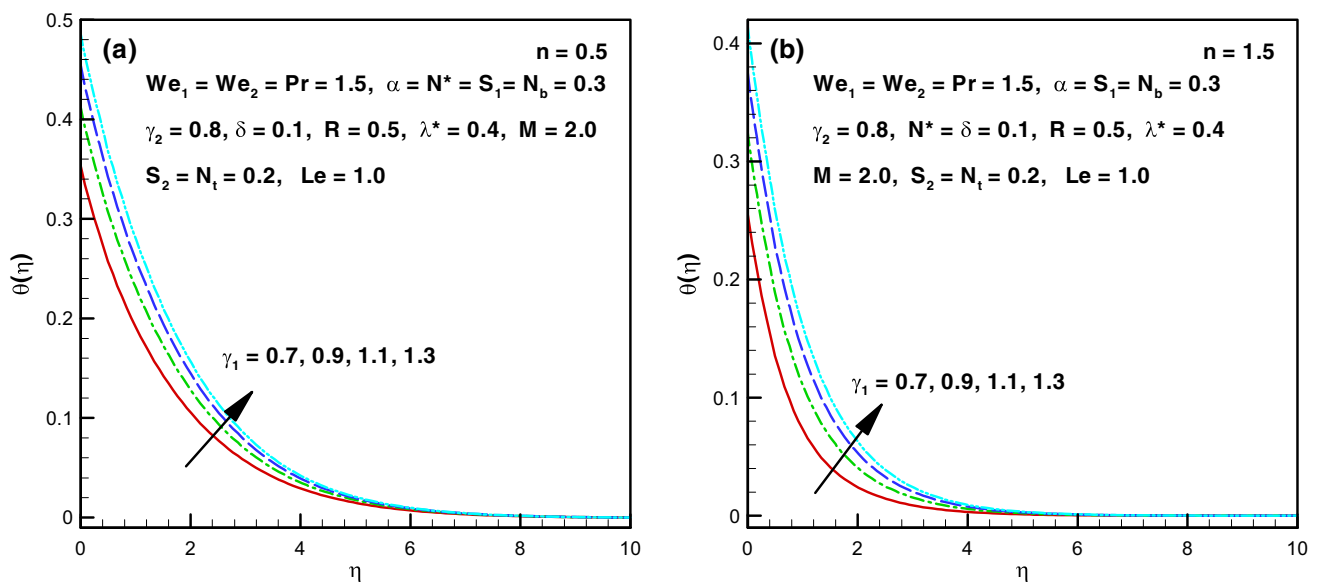 (a)
n = 0.5
We₁ = We₂ = Pr = 1.5, α = N* = S₁= N_b = 0.3
γ₂ = 0.8, δ = 0.1, R = 0.5, λ* = 0.4, M = 2.0
S₂ = N_t = 0.2, Le = 1.0
γ₁ = 0.7, 0.9, 1.1, 1.3
θ(η)
0.5
0.4
0.3
0.2
0.1
0
0 2 4 6 8 10
η
(b)
n = 1.5
We₁ = We₂ = Pr = 1.5, α = S₁= N_b = 0.3
γ₂ = 0.8, N* = δ = 0.1, R = 0.5, λ* = 0.4
M = 2.0, S₂ = N_t = 0.2, Le = 1.0
γ₁ = 0.7, 0.9, 1.1, 1.3
θ(η)
0.4
0.3
0.2
0.1
0
0 2 4 6 8 10
η